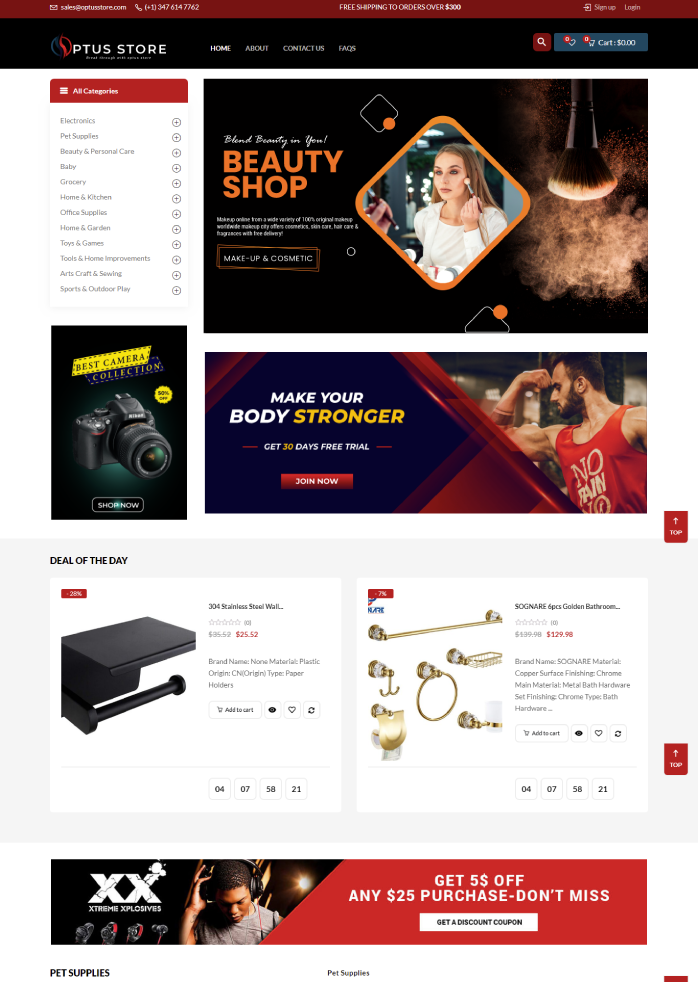 sales@optusstore.com (+1) 347 614 7762 FREE SHIPPING TO ORDERS OVER $300 Sign up Login
OPTUS STORE
Break through with optus store
HOME ABOUT CONTACT US FAQS
0 0 Cart : $0.00
All Categories
Electronics
Pet Supplies
Beauty & Personal Care
Baby
Grocery
Home & Kitchen
Office Supplies
Home & Garden
Toys & Games
Tools & Home Improvements
Arts Craft & Sewing
Sports & Outdoor Play
Blend Beauty in You!
BEAUTY
SHOP
Makeup online from a wide variety of 100% original makeup
worldwide makeup city offers cosmetics, skin care, hair care &
fragrances with free delivery!
MAKE-UP & COSMETIC
BEST CAMERA
COLLECTION
50%
OFF
Nikon
SHOP NOW
MAKE YOUR
BODY STRONGER
GET 30 DAYS FREE TRIAL
JOIN NOW
NO
PAIN
NO
TOP
DEAL OF THE DAY
- 28%
304 Stainless Steel Wall...
(0)
$35.52 $25.52
Brand Name: None Material: Plastic
Origin: CN(Origin) Type: Paper
Holders
Add to cart
04 07 58 21
- 7%
GNARE
SOGNARE 6pcs Golden Bathroom...
(0)
$139.98 $129.98
Brand Name: SOGNARE Material:
Copper Surface Finishing: Chrome
Main Material: Metal Bath Hardware
Set Finishing: Chrome Type: Bath
Hardware ...
Add to cart
04 07 58 21
TOP
XX
XTREME XPLOSIVES
GET 5$ OFF
ANY $25 PURCHASE-DON'T MISS
GET A DISCOUNT COUPON
PET SUPPLIES
Pet Supplies